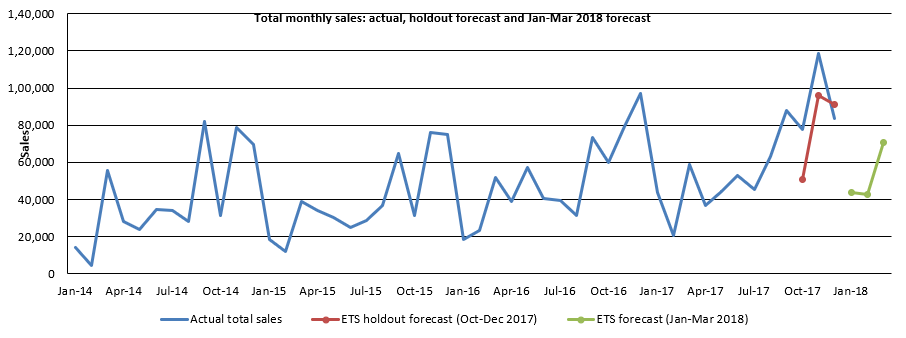 Total monthly sales: actual, holdout forecast and Jan-Mar 2018 forecast
1,40,000
1,20,000
1,00,000
80,000
60,000
40,000
20,000
0
Sales
Jan-14 Apr-14 Jul-14 Oct-14 Jan-15 Apr-15 Jul-15 Oct-15 Jan-16 Apr-16 Jul-16 Oct-16 Jan-17 Apr-17 Jul-17 Oct-17 Jan-18
Actual total sales ETS holdout forecast (Oct-Dec 2017) ETS forecast (Jan-Mar 2018)